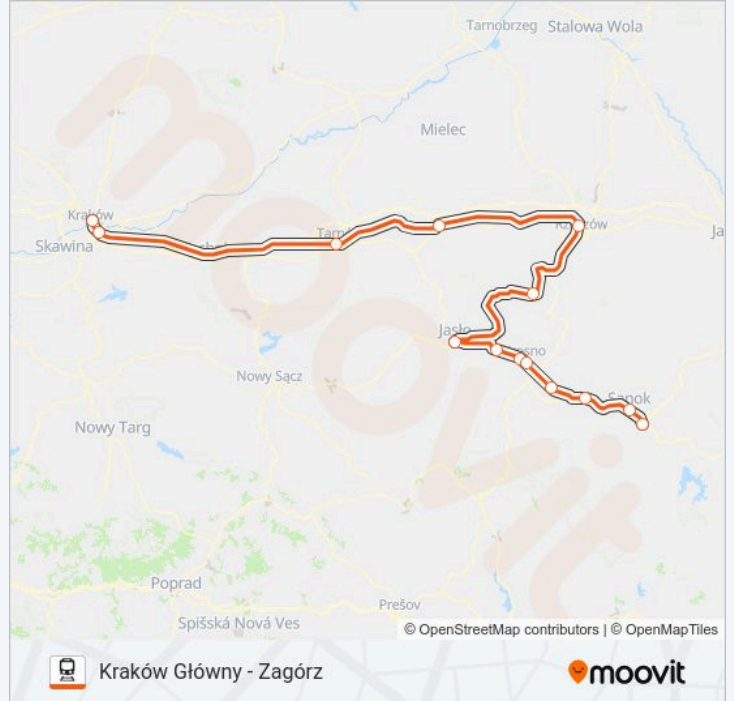 Tarnobrzeg
Stalowa Wola
Mielec
Kraków
Skawina
Jasło
Sanok
Nowy Sącz
Nowy Targ
Poprad
Prešov
Spišská Nová Ves
© OpenStreetMap contributors | © OpenMapTiles
Kraków Główny - Zagórz
moovit